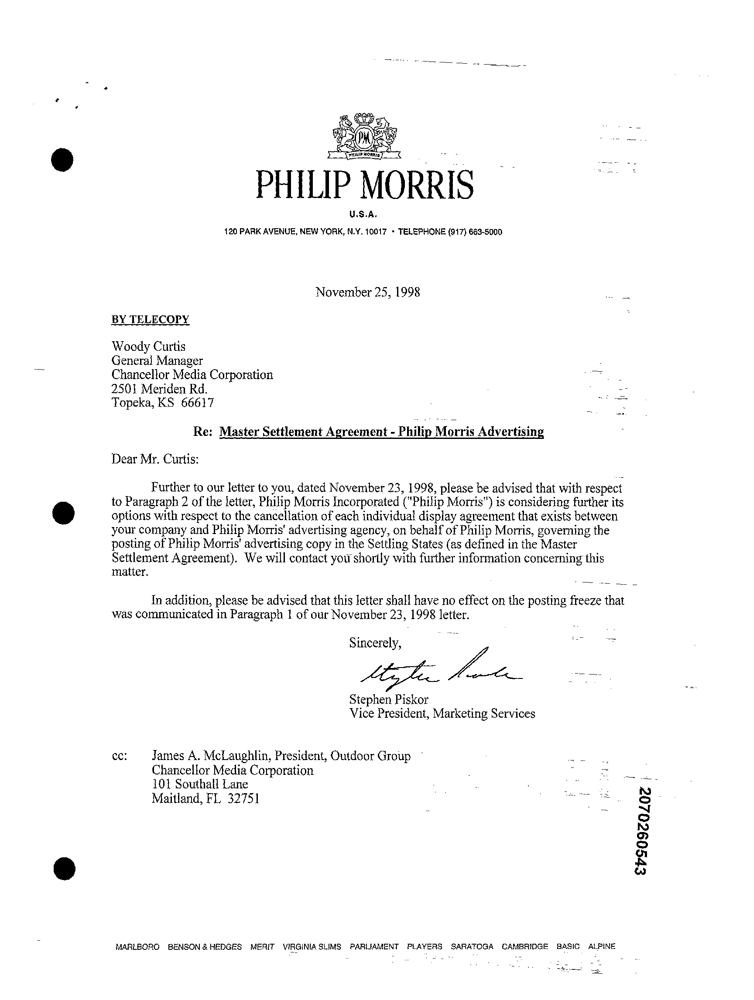 PM
PHILIP MORRIS
PHILIP MORRIS
U.S.A.
120 PARK AVENUE, NEW YORK, N.Y. 10017 • TELEPHONE (917) 663-5000
November 25, 1998
BY TELECOPY
Woody Curtis
General Manager
Chancellor Media Corporation
2501 Meriden Rd.
Topeka, KS 66617
Re: Master Settlement Agreement - Philip Morris Advertising
Dear Mr. Curtis:
Further to our letter to you, dated November 23, 1998, please be advised that with respect
to Paragraph 2 of the letter, Philip Morris Incorporated ("Philip Morris") is considering further its
options with respect to the cancellation of each individual display agreement that exists between
your company and Philip Morris' advertising agency, on behalf of Philip Morris, governing the
posting of Philip Morris' advertising copy in the Settling States (as defined in the Master
Settlement Agreement). We will contact you shortly with further information concerning this
matter.
In addition, please be advised that this letter shall have no effect on the posting freeze that
was communicated in Paragraph 1 of our November 23, 1998 letter.
Sincerely,
Stephen Piskor
Vice President, Marketing Services
cc: James A. McLaughlin, President, Outdoor Group
Chancellor Media Corporation
101 Southall Lane
Maitland, FL 32751
2070260543
MARLBORO BENSON & HEDGES MERIT VIRGINIA SLIMS PARLIAMENT PLAYERS SARATOGA CAMBRIDGE BASIC ALPINE